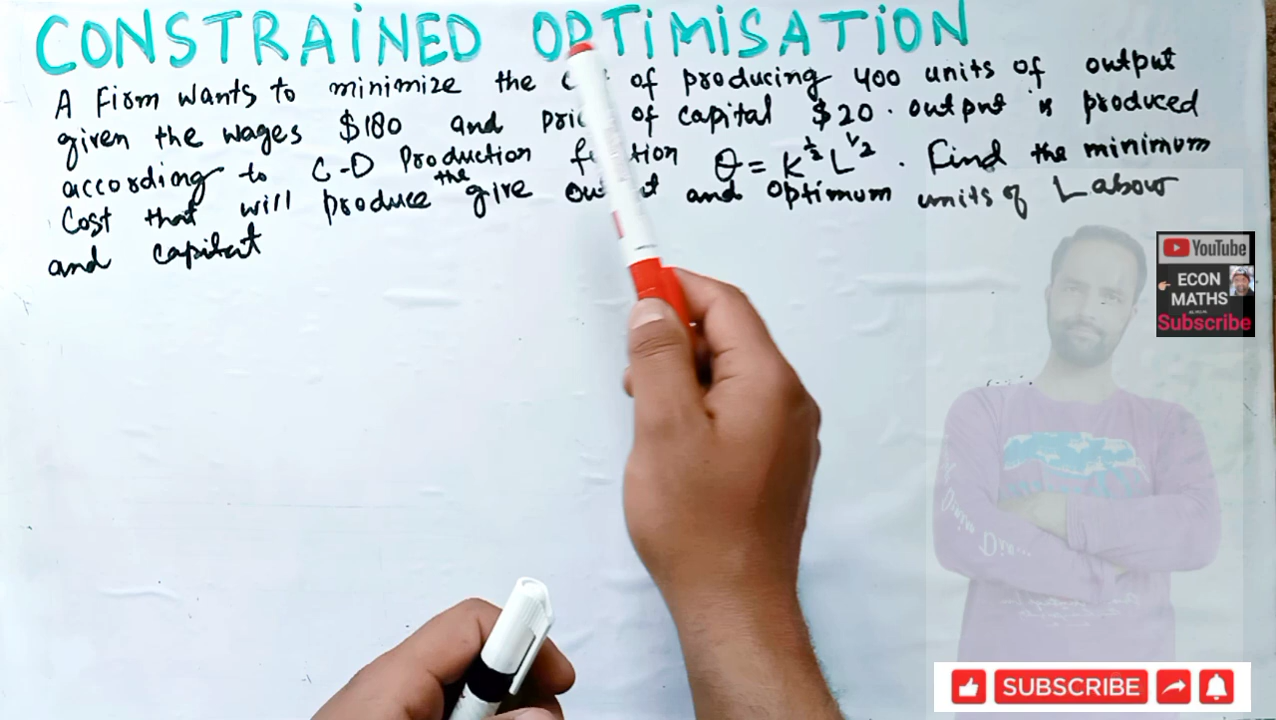 CONSTRAINED OPTIMISATION
A Firm wants to minimize the of producing 400 units of output
given the wages $180 and of capital $20. output is produced
according to C-D Production Q = K^½ L^½. Find the minimum
Cost that will produce the give and optimum units of Labour
and capital
YouTube
ECON
MATHS
Subscribe
SUBSCRIBE